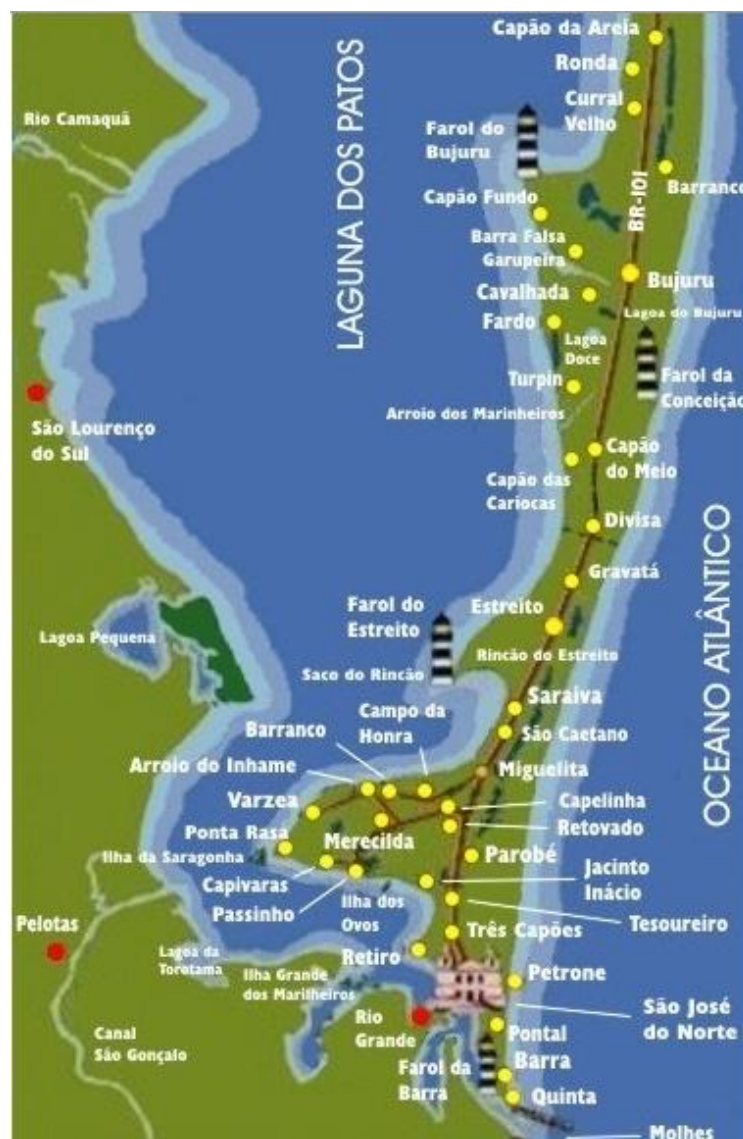 Capão da Areia
Ronda
Curral
Velho
Rio Camaquã
Farol do
Bujuru
LAGUNA DOS PATOS
Barranco
Capão Fundo
BR-101
Barra Falsa
Garupeira
Bujuru
Cavalhada
Lagoa do Bujuru
Fardo
Lagoa
Doce
Farol da
Conceição
Turpin
Arroio dos Marinheiros
São Lourenço
do Sul
Capão
do Meio
Capão das
Cariocas
OCEANO ATLÂNTICO
Divisa
Gravatá
Farol do
Estreito
Estreito
Lagoa Pequena
Rincão do Estreito
Saco do Rincão
Saraiva
Campo da
Honra
São Caetano
Barranco
Arroio do Inhame
Miguelita
Varzea
Capelinha
Retovado
Ponta Rasa
Merecilda
Ilha da Saragonha
Parobé
Capivaras
Jacinto
Inácio
Passinho
Ilha dos
Ovos
Tesoureiro
Pelotas
Três Capões
Lagoa da
Torotama
Retiro
Ilha Grande
dos Marilheiros
Petrone
São José
do Norte
Rio
Grande
Pontal
Canal
São Gonçalo
Barra
Farol da
Barra
Quinta
Molhes